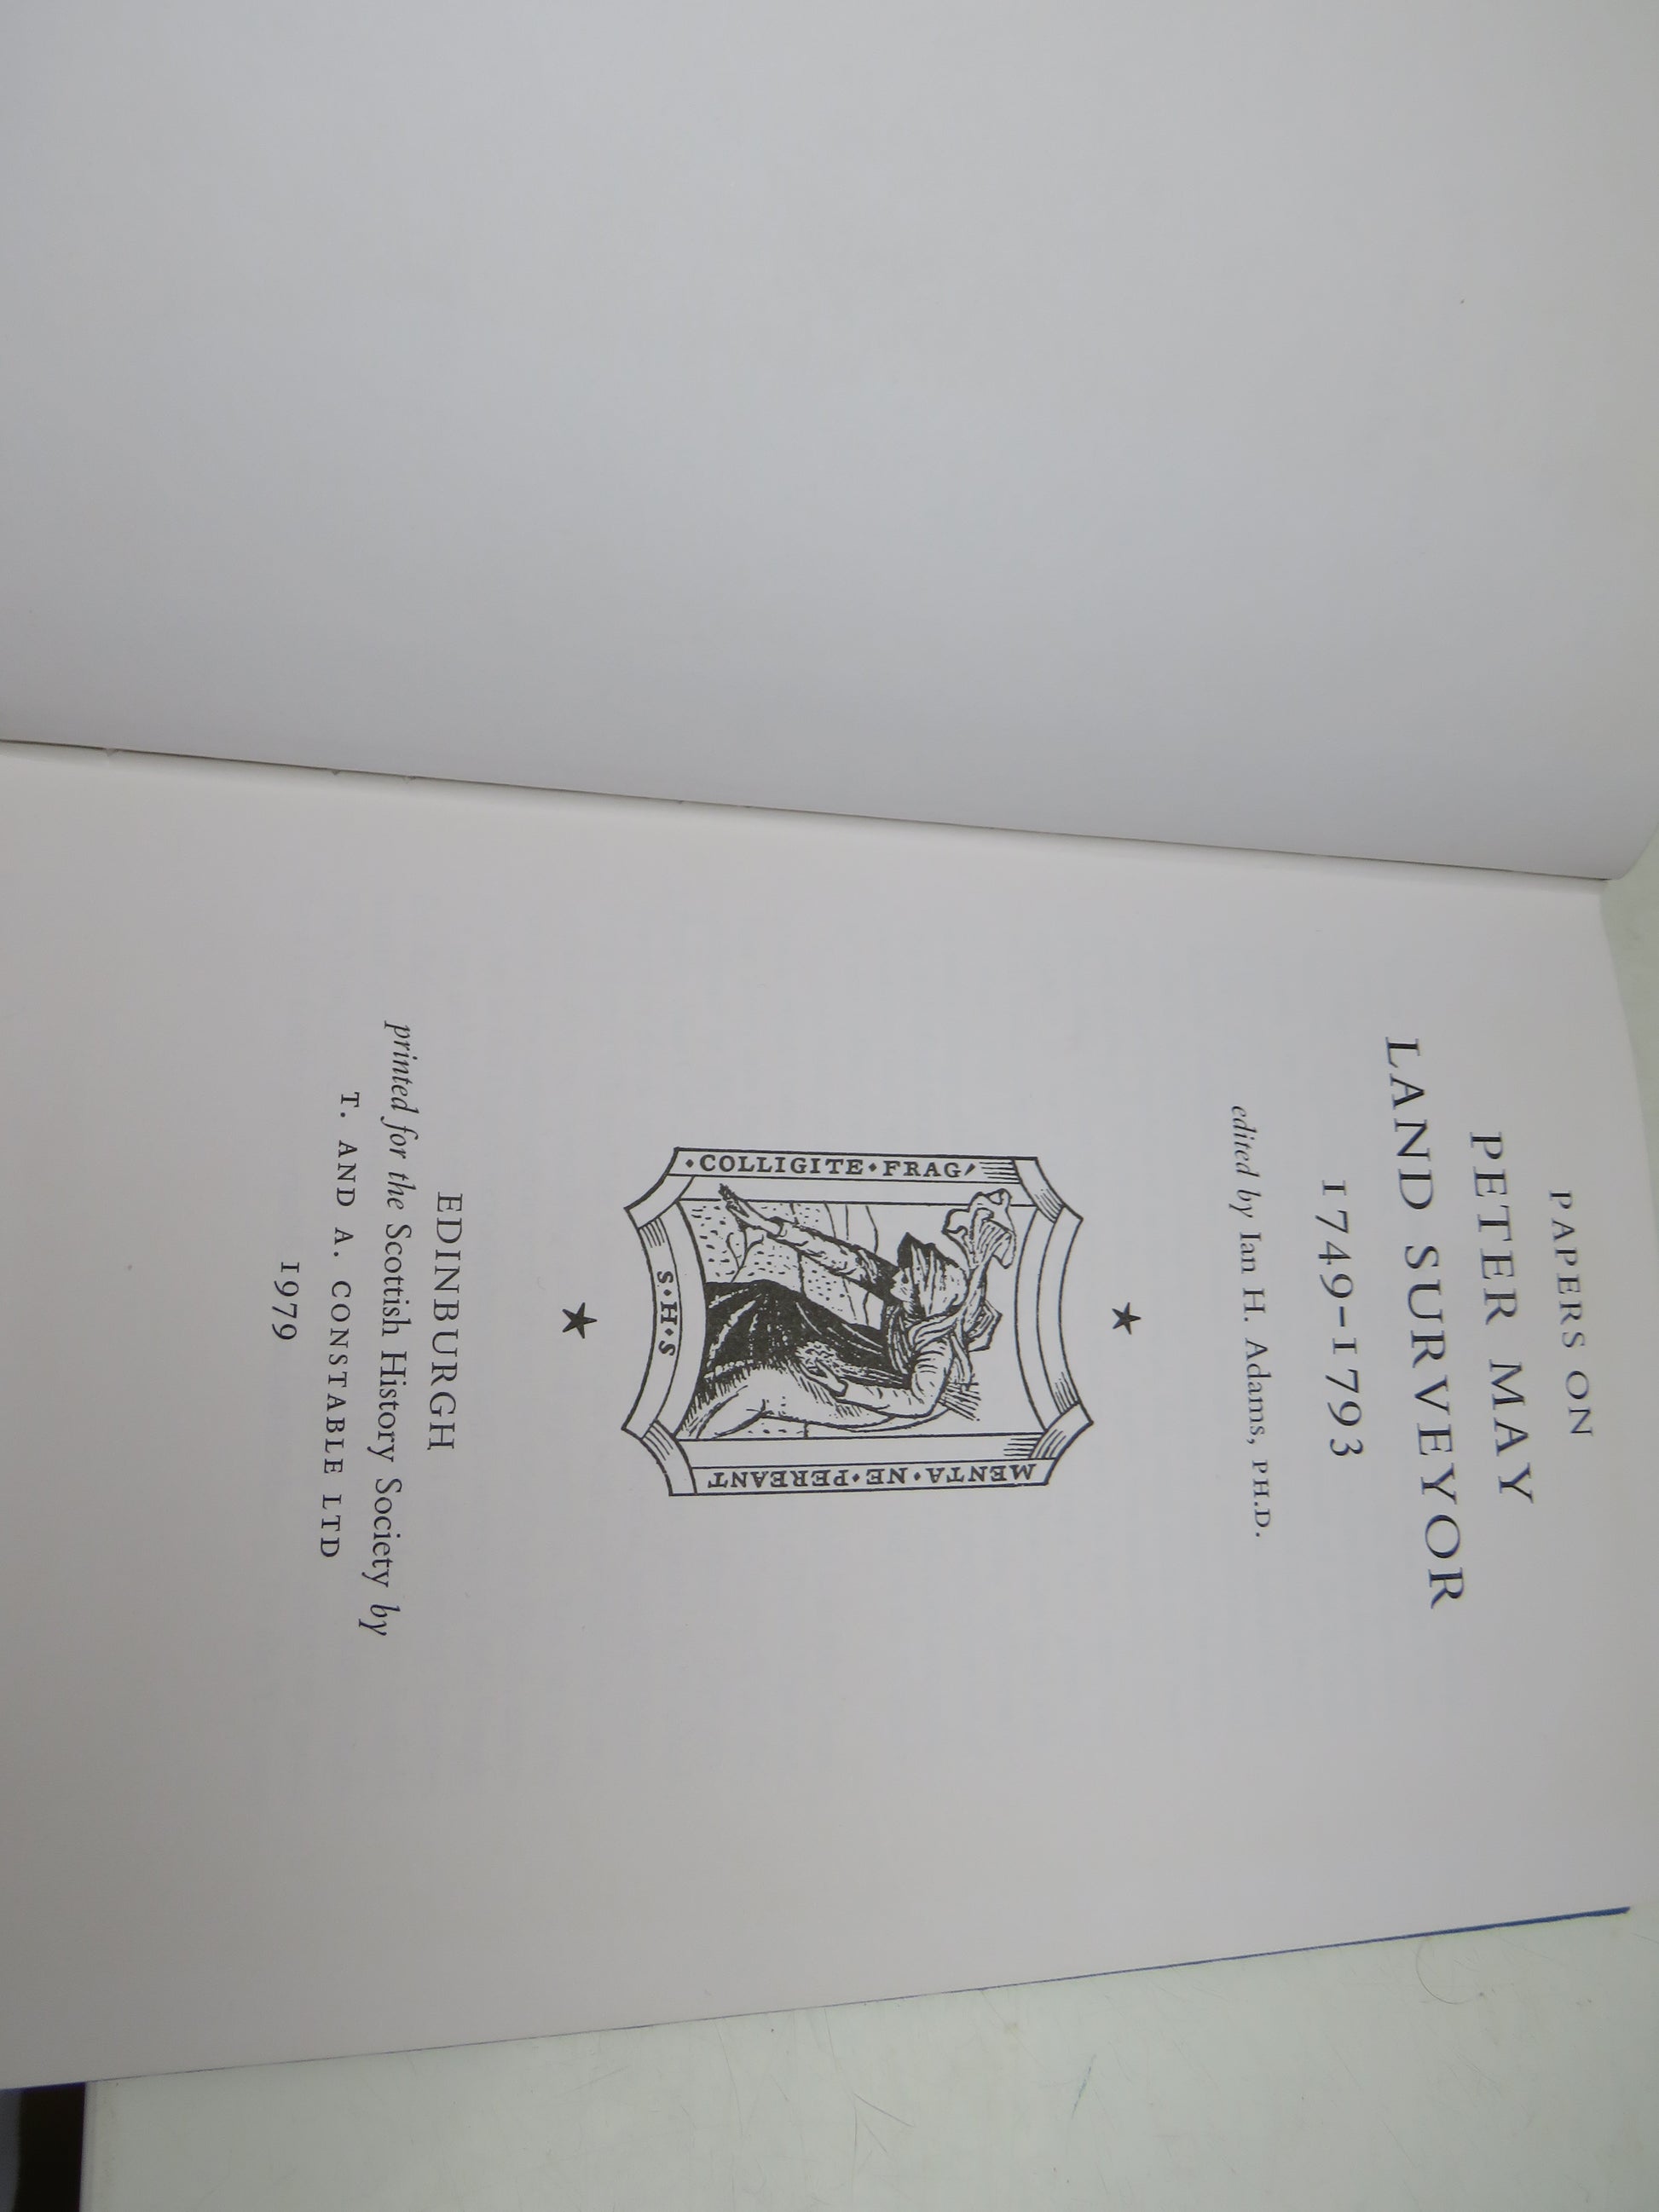 PAPERS ON
PETER MAY
LAND SURVEYOR
1749–1793
edited by Ian H. Adams, PH.D.
★
·COLLIGITE·FRAG/
MENTA·NE·PEREANT
S·H·S
★
EDINBURGH
printed for the Scottish History Society by
T. AND A. CONSTABLE LTD
1979